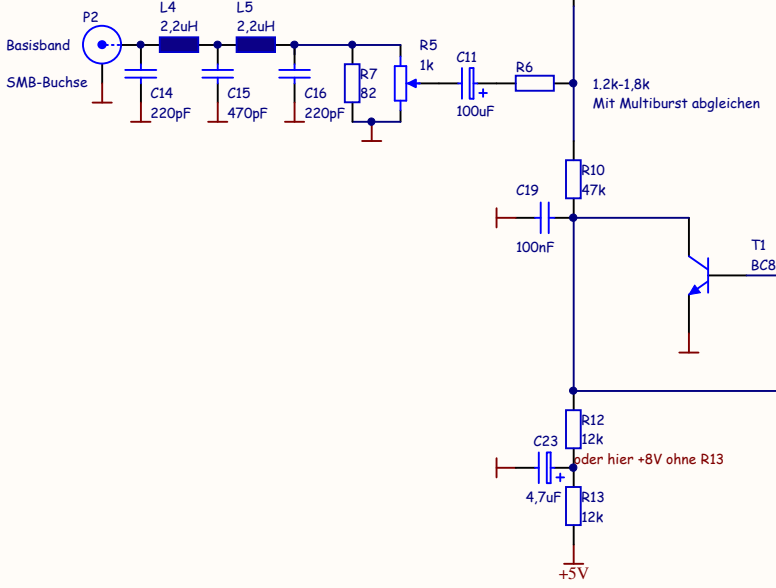 P2
L4
2,2uH
L5
2,2uH
Basisband
SMB-Buchse
C14
220pF
C15
470pF
C16
220pF
R7
82
R5
1k
C11
+
100uF
R6
1.2k-1,8k
Mit Multiburst abgleichen
R10
47k
C19
100nF
T1
BC8
R12
12k
oder hier +8V ohne R13
C23
+
4,7uF
R13
12k
+5V